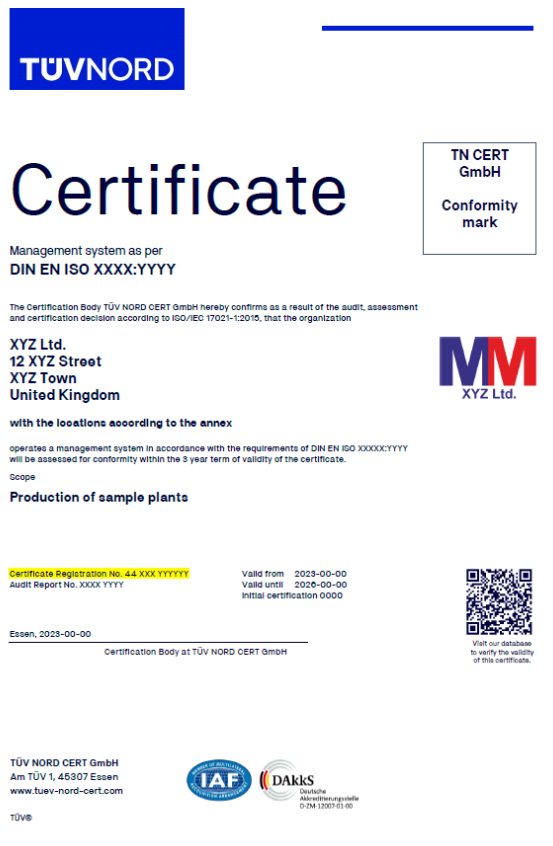 TÜVNORD
TN CERT
GmbH
Conformity
mark
Certificate
Management system as per
DIN EN ISO XXXX:YYYY
The Certification Body TÜV NORD CERT GmbH hereby confirms as a result of the audit, assessment
and certification decision according to ISO/IEC 17021-1:2015, that the organization
XYZ Ltd.
12 XYZ Street
XYZ Town
United Kingdom
MM
XYZ Ltd.
with the locations according to the annex
operates a management system in accordance with the requirements of DIN EN ISO XXXXX:YYYY
will be assessed for conformity within the 3 year term of validity of the certificate.
Scope
Production of sample plants
Certificate Registration No. 44 XXX YYYYYY
Audit Report No. XXXX YYYY
Valid from 2023-00-00
Valid until 2026-00-00
Initial certification 0000
Essen, 2023-00-00
Certification Body at TÜV NORD CERT GmbH
Visit our database
to verify the validity
of this certificate.
TÜV NORD CERT GmbH
Am TÜV 1, 45307 Essen
www.tuev-nord-cert.com
TÜV®
MEMBER OF MULTILATERAL
IAF
RECOGNITION ARRANGEMENT
DAkkS
Deutsche
Akkreditierungsstelle
D-ZM-12007-01-00